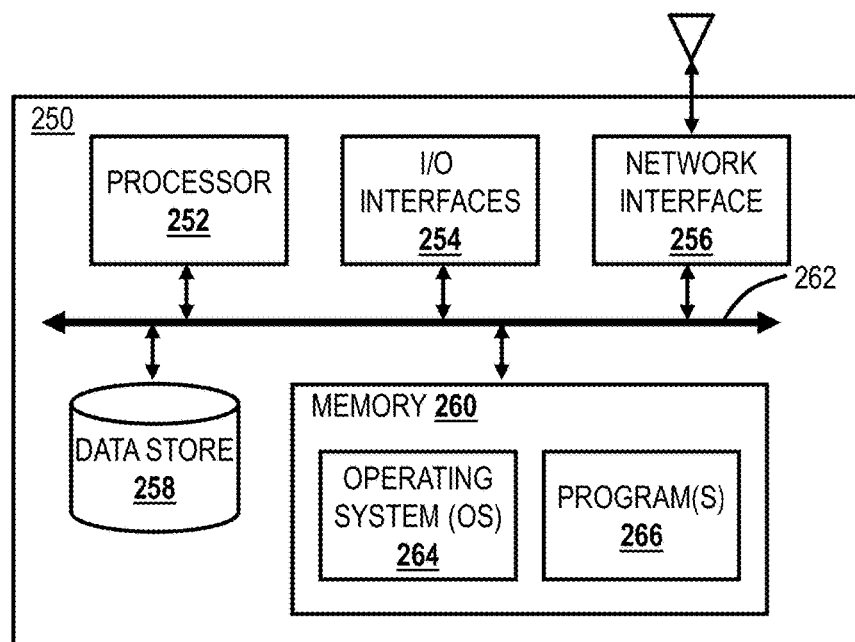 250
PROCESSOR
252
I/O
INTERFACES
254
NETWORK
INTERFACE
256
262
DATA STORE
258
MEMORY 260
OPERATING
SYSTEM (OS)
264
PROGRAM(S)
266